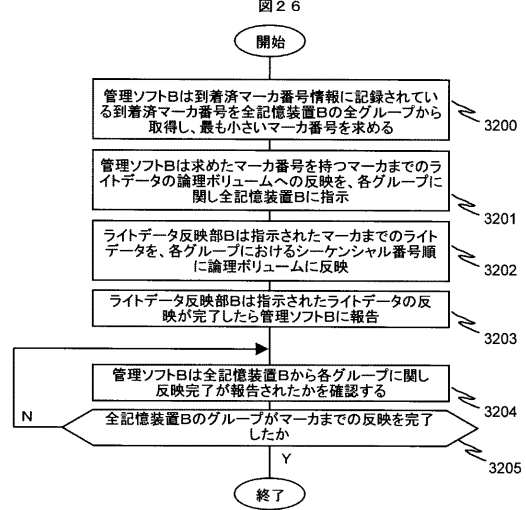 図26
開始
管理ソフトBは到着済マーカ番号情報に記録されてい
る到着済マーカ番号を全記憶装置Bの全グループから
取得し、最も小さいマーカ番号を求める
3200
管理ソフトBは求めたマーカ番号を持つマーカまでのラ
イトデータの論理ボリュームへの反映を、各グループに
関し全記憶装置Bに指示
3201
ライトデータ反映部Bは指示されたマーカまでのライト
データを、各グループにおけるシーケンシャル番号順
に論理ボリュームに反映
3202
ライトデータ反映部Bは指示されたライトデータの反
映が完了したら管理ソフトBに報告
3203
管理ソフトBは全記憶装置Bから各グループに関し
反映完了が報告されたかを確認する
3204
N
全記憶装置Bのグループがマーカまでの反映を完了
したか
3205
Y
終了